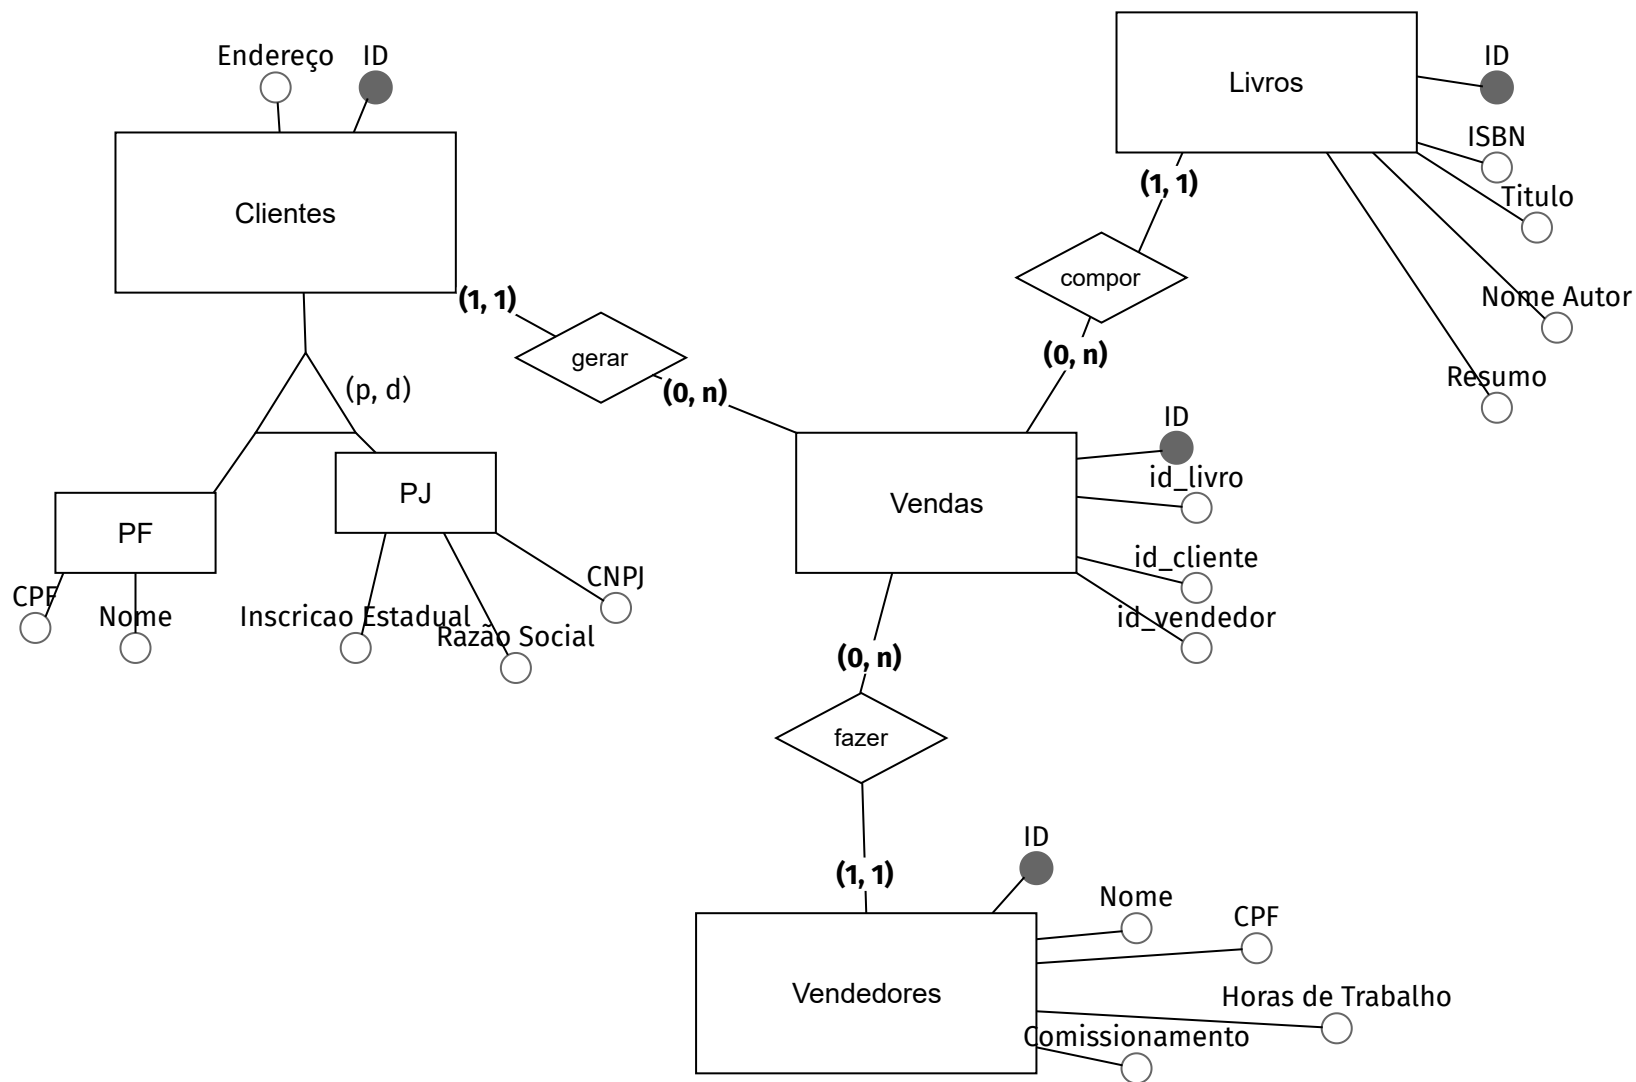 Endereço
ID
Clientes
(1, 1)
gerar
(0, n)
(p, d)
PF
CPF
Nome
PJ
Inscricao Estadual
Razão Social
CNPJ
Livros
ID
ISBN
Titulo
Nome Autor
Resumo
(1, 1)
compor
(0, n)
Vendas
ID
id_livro
id_cliente
id_vendedor
(0, n)
fazer
(1, 1)
Vendedores
ID
Nome
CPF
Horas de Trabalho
Comissionamento